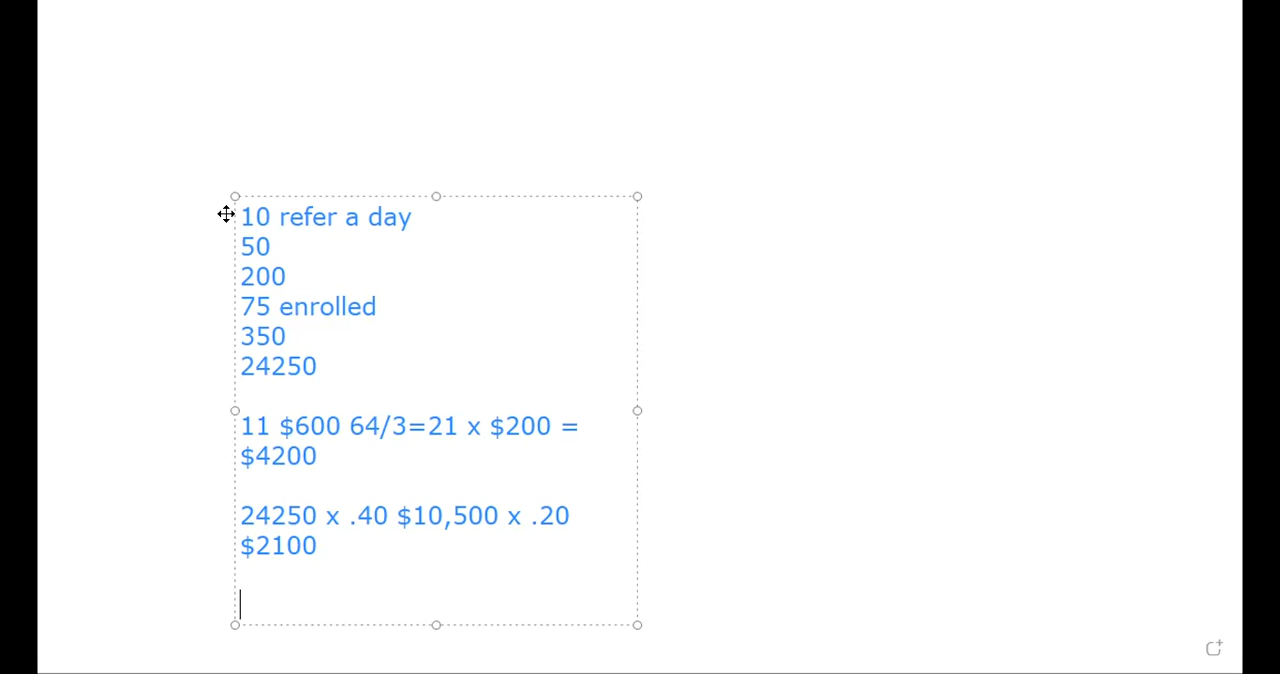 10 refer a day
50
200
75 enrolled
350
24250
11 $600 64/3=21 x $200 =
$4200
24250 x .40 $10,500 x .20
$2100